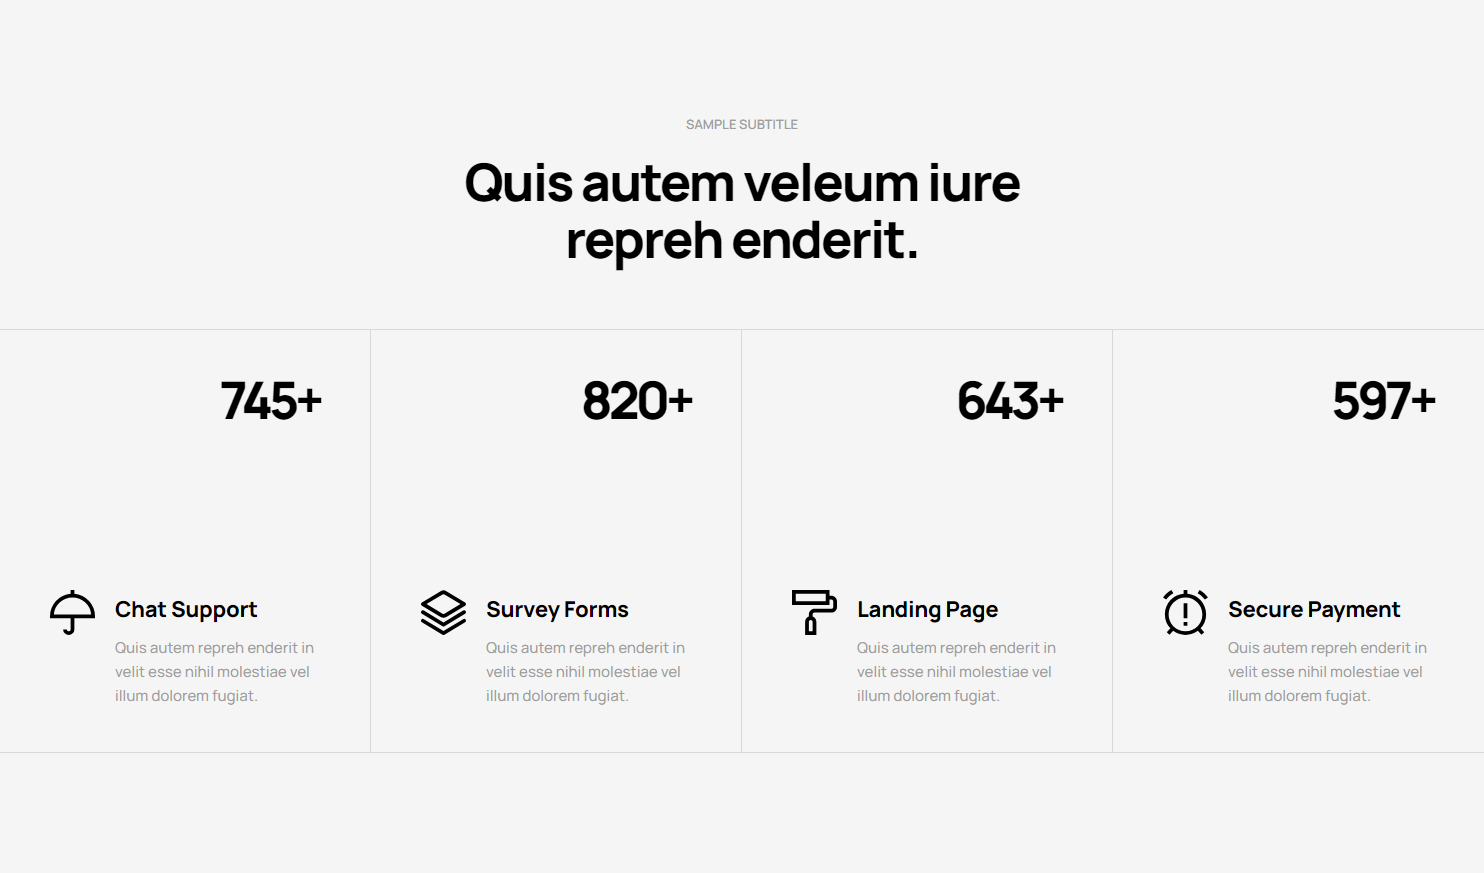 SAMPLE SUBTITLE
Quis autem veleum iure
repreh enderit.
745+
Chat Support
Quis autem repreh enderit in
velit esse nihil molestiae vel
illum dolorem fugiat.
820+
Survey Forms
Quis autem repreh enderit in
velit esse nihil molestiae vel
illum dolorem fugiat.
643+
Landing Page
Quis autem repreh enderit in
velit esse nihil molestiae vel
illum dolorem fugiat.
597+
Secure Payment
Quis autem repreh enderit in
velit esse nihil molestiae vel
illum dolorem fugiat.